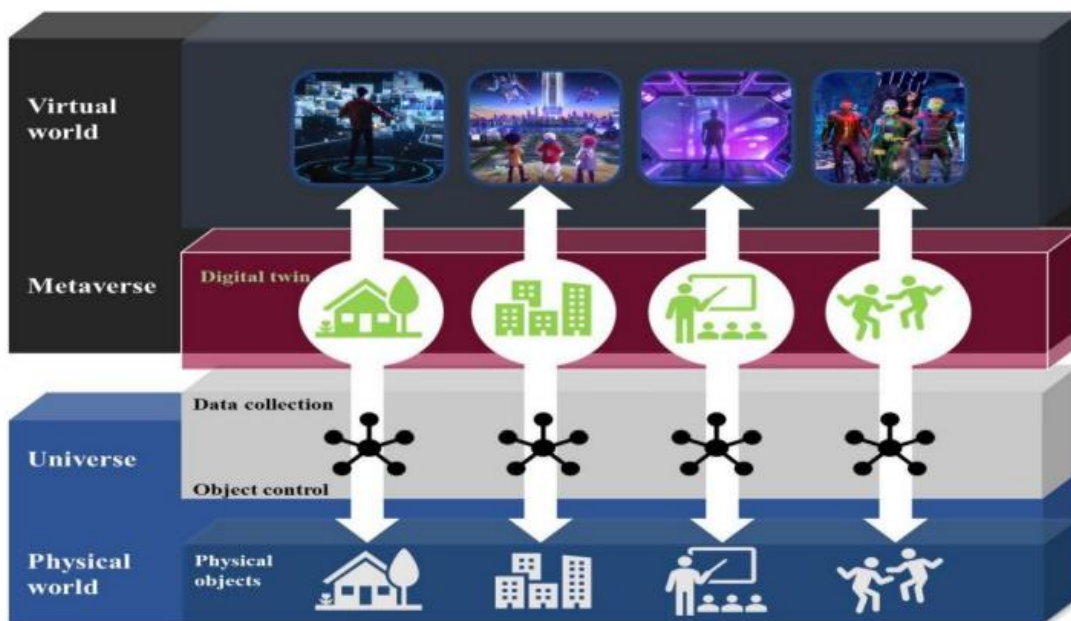 Virtual
world
Metaverse
Digital twin
Data collection
Universe
Object control
Physical
world
Physical
objects